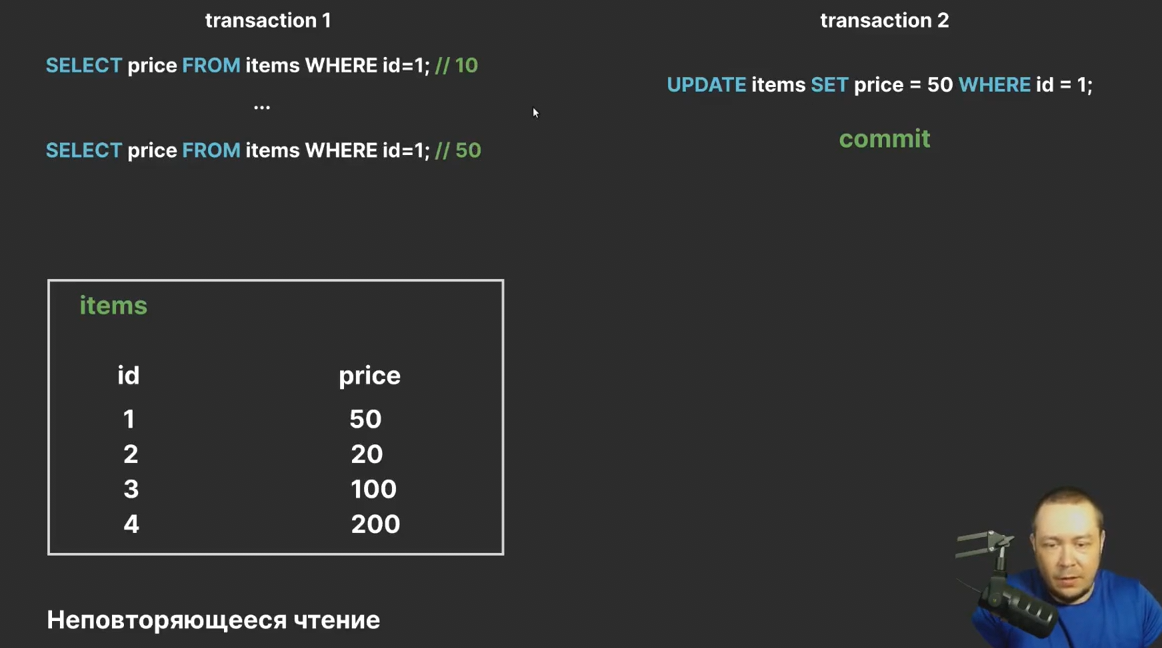 transaction 1
SELECT price FROM items WHERE id=1; // 10
...
SELECT price FROM items WHERE id=1; // 50
transaction 2
UPDATE items SET price = 50 WHERE id = 1;
commit
items
id price
1 50
2 20
3 100
4 200
Неповторяющееся чтение